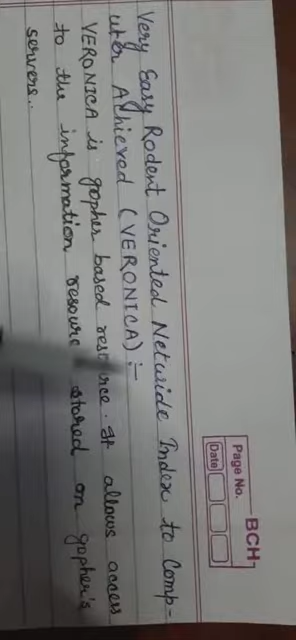 BCH
Page No.
Date
Very Easy Rodent Oriented Netwide Index to Comp-
uter Achieved (VERONICA) :-
VERONICA is gopher based resource. It allows access
to the information resource stored on gopher's
servers.